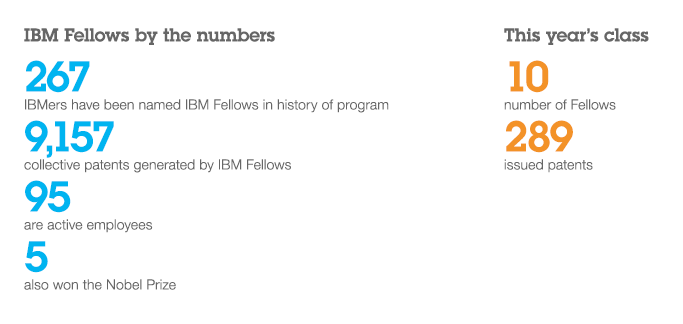 IBM Fellows by the numbers
267
IBMers have been named IBM Fellows in history of program
9,157
collective patents generated by IBM Fellows
95
are active employees
5
also won the Nobel Prize
This year's class
10
number of Fellows
289
issued patents